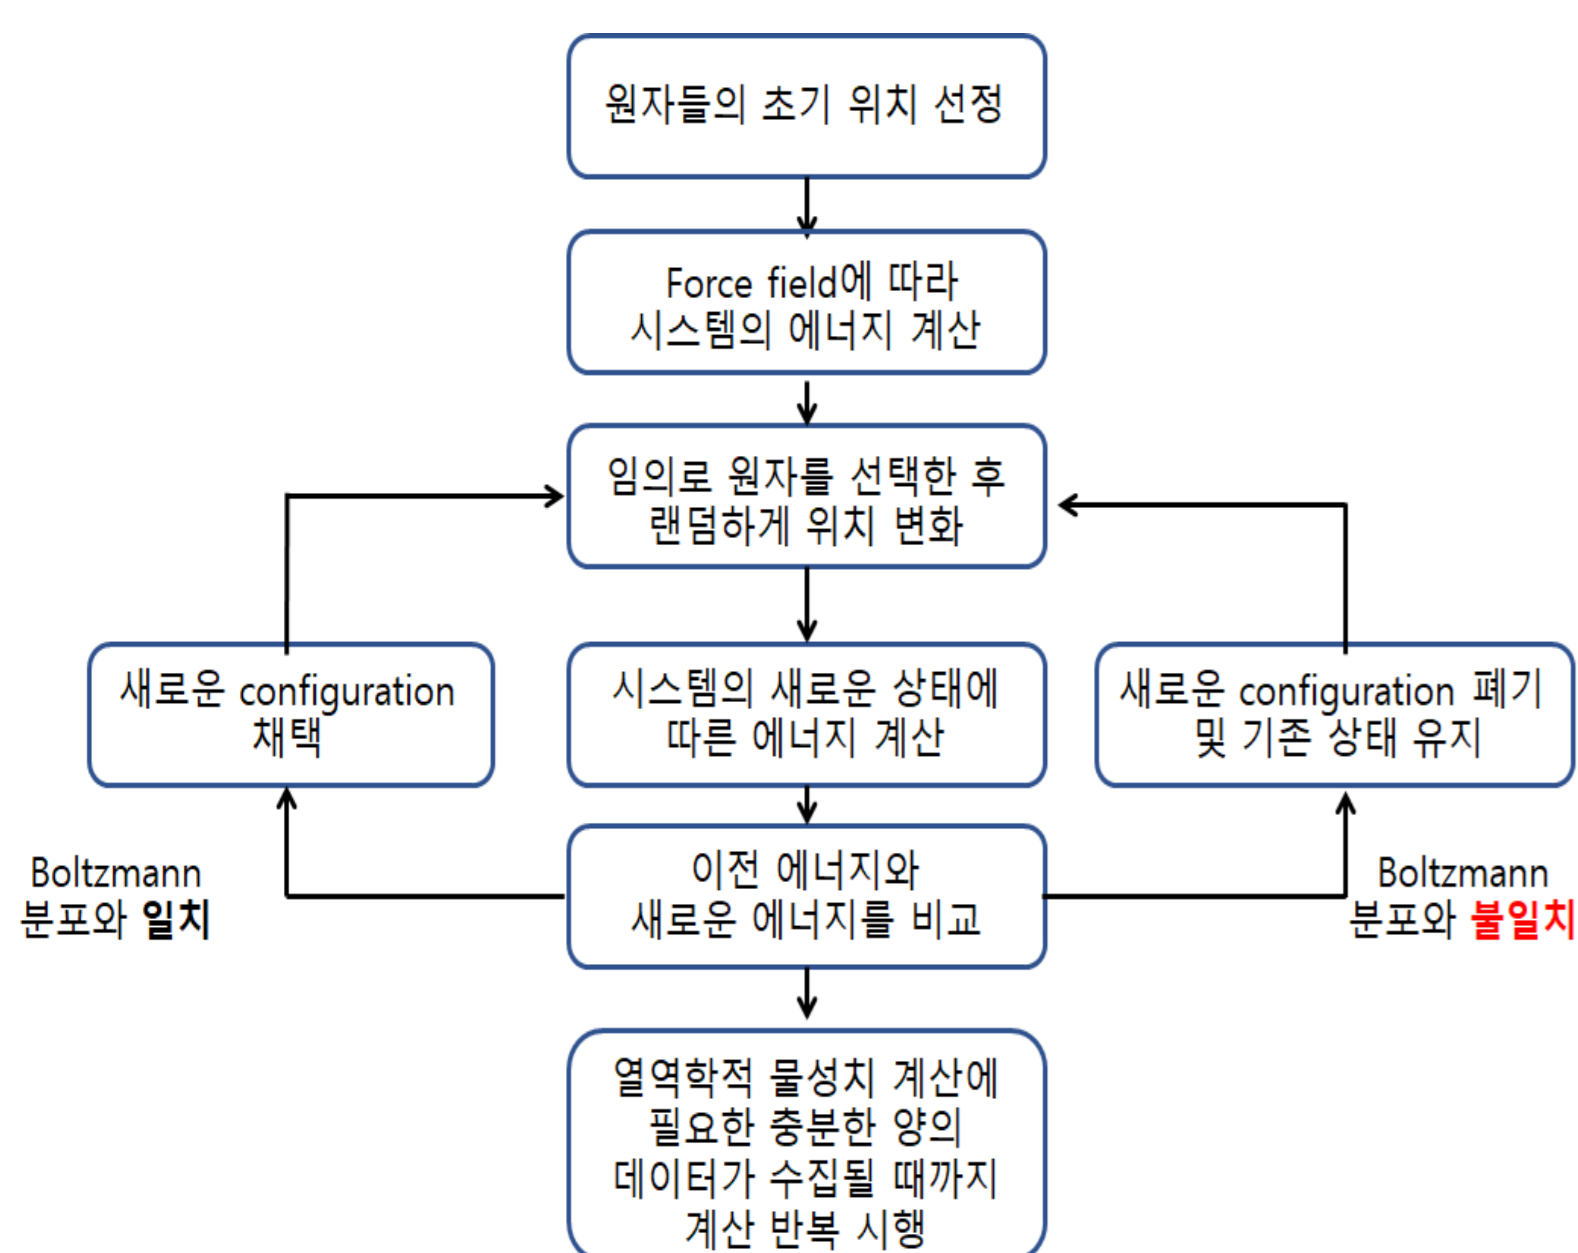 원자들의 초기 위치 선정
Force field에 따라
시스템의 에너지 계산
임의로 원자를 선택한 후
랜덤하게 위치 변화
새로운 configuration
채택
시스템의 새로운 상태에
따른 에너지 계산
새로운 configuration 폐기
및 기존 상태 유지
Boltzmann
분포와 일치
이전 에너지와
새로운 에너지를 비교
Boltzmann
분포와 불일치
열역학적 물성치 계산에
필요한 충분한 양의
데이터가 수집될 때까지
계산 반복 시행